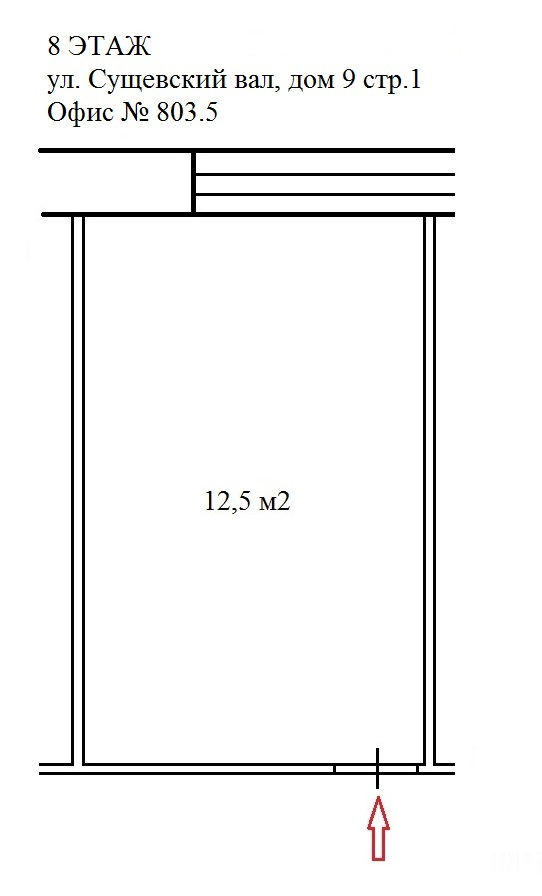 8 ЭТАЖ
ул. Сущевский вал, дом 9 стр.1
Офис № 803.5
12,5 м2